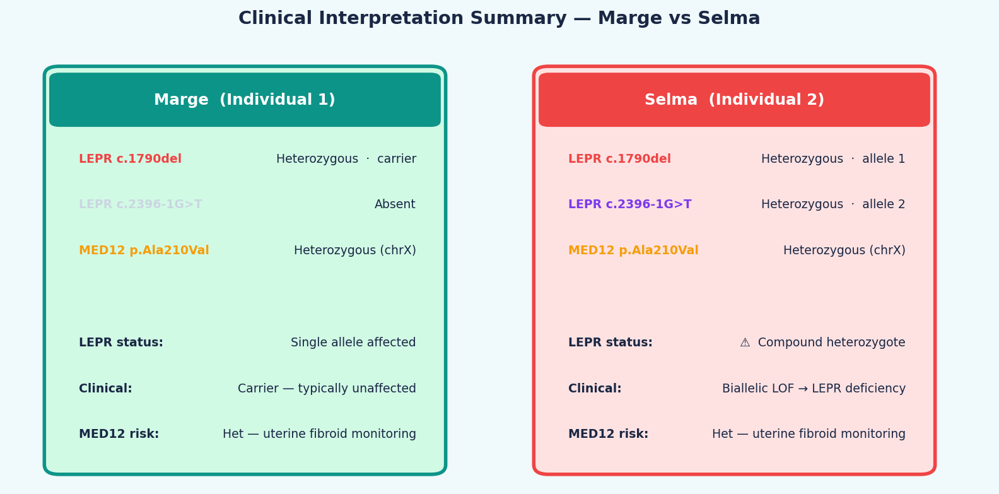 Clinical Interpretation Summary — Marge vs Selma
Marge (Individual 1)
LEPR c.1790del Heterozygous · carrier
LEPR c.2396-1G>T Absent
MED12 p.Ala210Val Heterozygous (chrX)
LEPR status: Single allele affected
Clinical: Carrier — typically unaffected
MED12 risk: Het — uterine fibroid monitoring
Selma (Individual 2)
LEPR c.1790del Heterozygous · allele 1
LEPR c.2396-1G>T Heterozygous · allele 2
MED12 p.Ala210Val Heterozygous (chrX)
LEPR status: ⚠ Compound heterozygote
Clinical: Biallelic LOF → LEPR deficiency
MED12 risk: Het — uterine fibroid monitoring